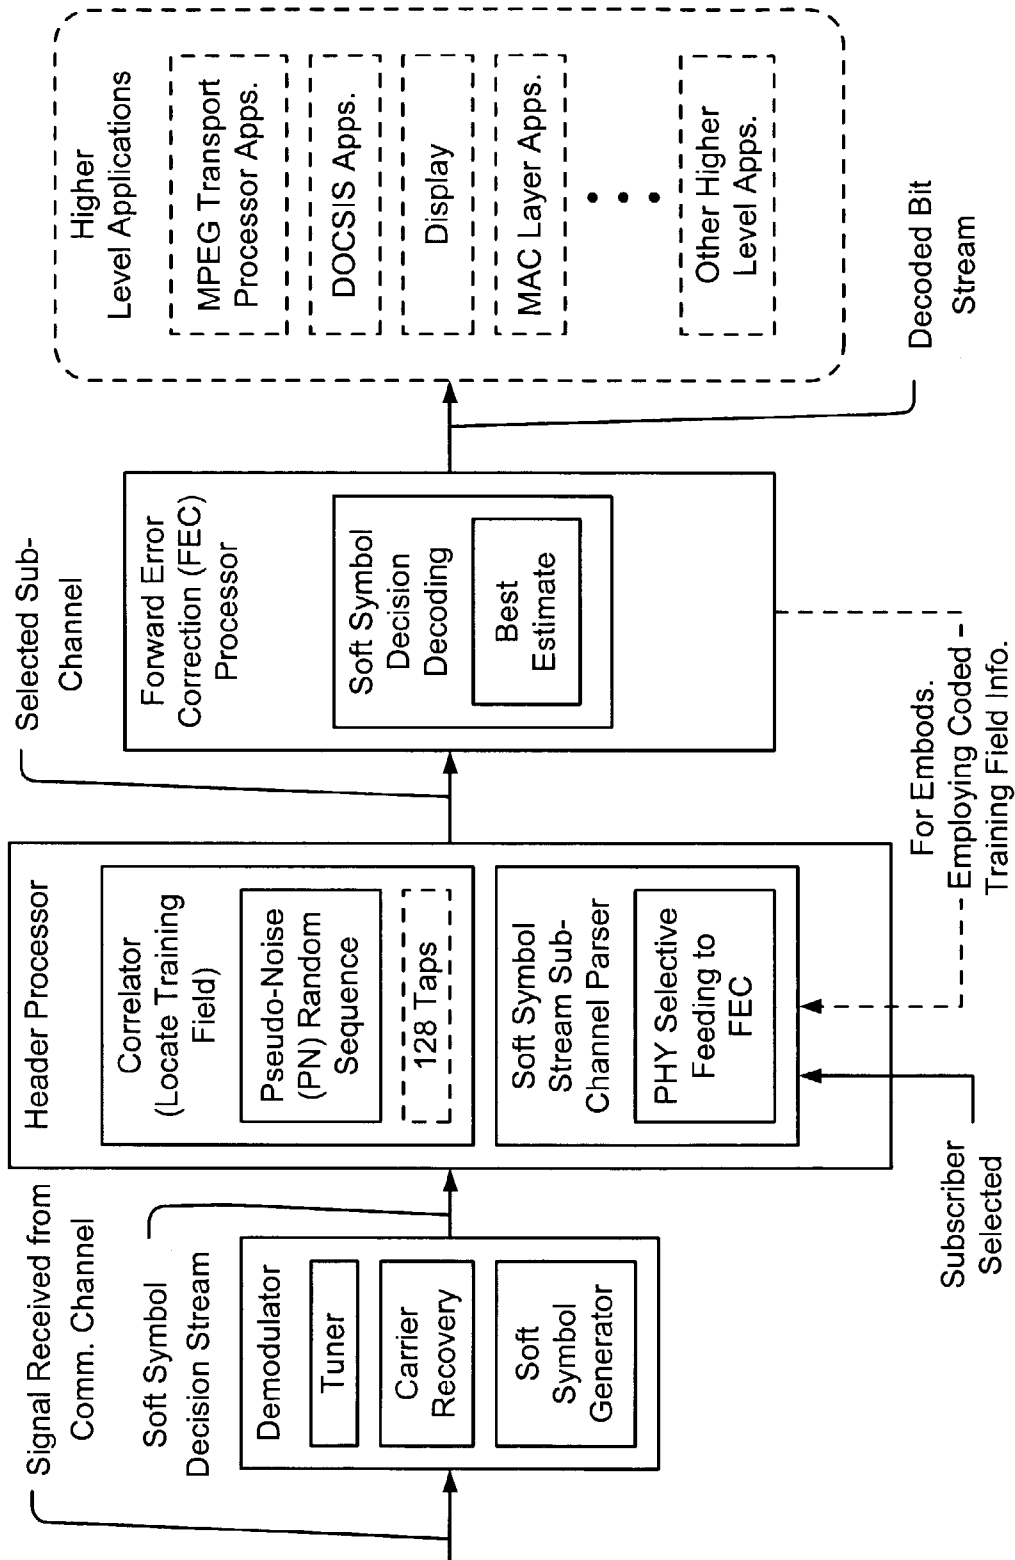 Signal Received from
Comm. Channel
Soft Symbol
Decision Stream
Demodulator
Tuner
Carrier
Recovery
Soft
Symbol
Generator
Header Processor
Correlator
(Locate Training
Field)
Pseudo-Noise
(PN) Random
Sequence
128 Taps
Soft Symbol
Stream Sub-
Channel Parser
PHY Selective
Feeding to
FEC
Subscriber
Selected
Selected Sub-
Channel
Forward Error
Correction (FEC)
Processor
Soft Symbol
Decision
Decoding
Best
Estimate
For Embods.
Employing Coded
Training Field Info.
Higher
Level Applications
MPEG Transport
Processor Apps.
DOCSIS Apps.
Display
MAC Layer Apps.
Other Higher
Level Apps.
Decoded Bit
Stream